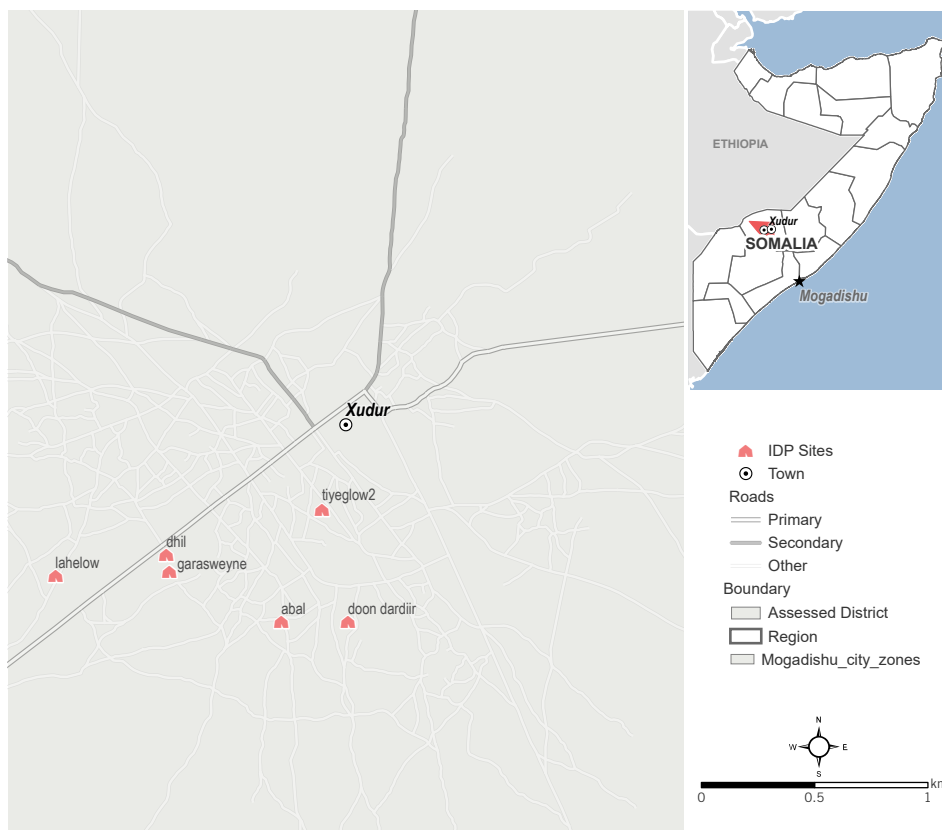 Xudur
tiyeglow2
dhil
garasweyne
lahelow
abal
doon dardiir
ETHIOPIA
Xudur
SOMALIA
Mogadishu
IDP Sites
Town
Roads
Primary
Secondary
Other
Boundary
Assessed District
Region
Mogadishu_city_zones
N
W E
S
km
0 0.5 1